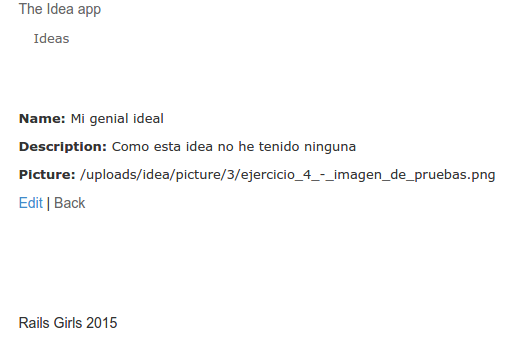 The Idea app
Ideas
Name: Mi genial ideal
Description: Como esta idea no he tenido ninguna
Picture: /uploads/idea/picture/3/ejercicio_4_-_imagen_de_pruebas.png
Edit | Back
Rails Girls 2015